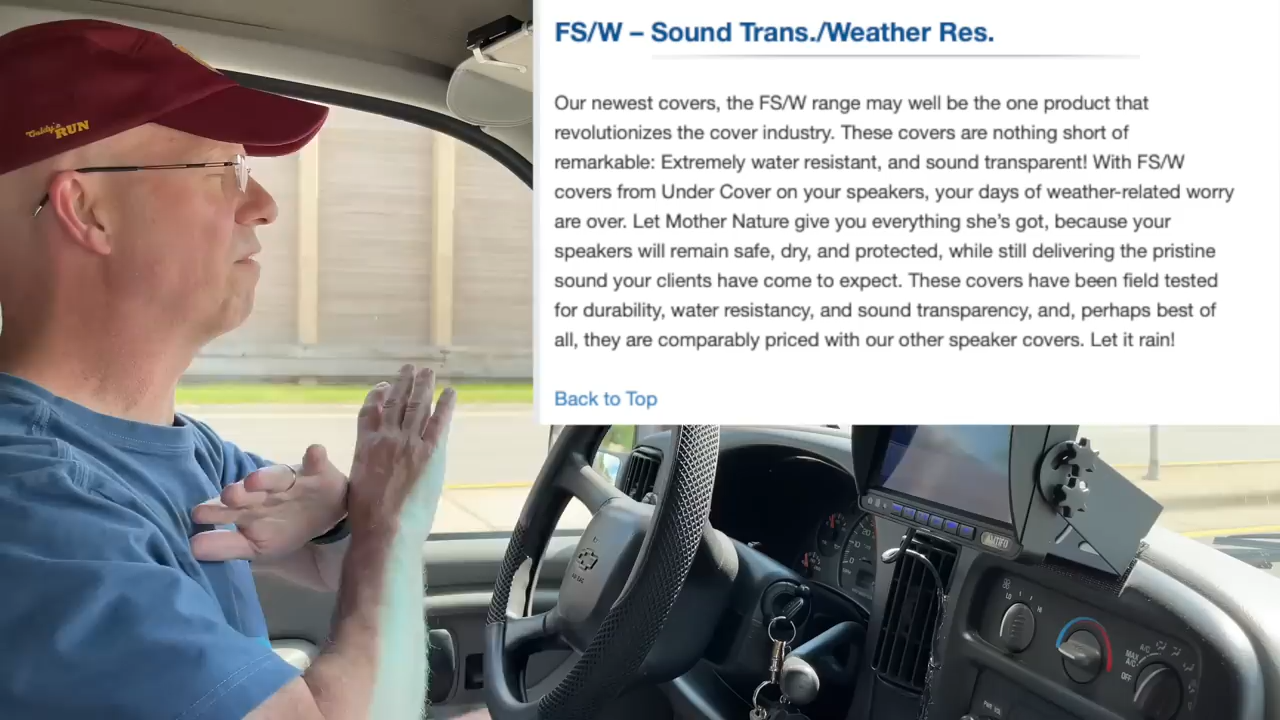 FS/W – Sound Trans./Weather Res.
Our newest covers, the FS/W range may well be the one product that
revolutionizes the cover industry. These covers are nothing short of
remarkable: Extremely water resistant, and sound transparent! With FS/W
covers from Under Cover on your speakers, your days of weather-related worry
are over. Let Mother Nature give you everything she's got, because your
speakers will remain safe, dry, and protected, while still delivering the pristine
sound your clients have come to expect. These covers have been field tested
for durability, water resistancy, and sound transparency, and, perhaps best of
all, they are comparably priced with our other speaker covers. Let it rain!
Back to Top
RUN
LO
HI
MAX
A/C
A/C
OFF